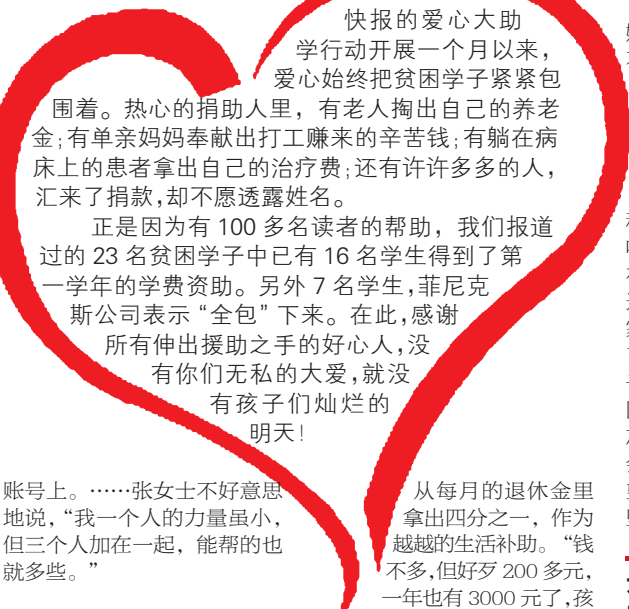 快报的爱心大助
学行动开展一个月以来，
爱心始终把贫困学子紧紧包
围着。热心的捐助人里，有老人掏出自己的养老
金;有单亲妈妈奉献出打工赚来的辛苦钱;有躺在病
床上的患者拿出自己的治疗费;还有许许多多的人，
汇来了捐款,却不愿透露姓名。
正是因为有 100 多名读者的帮助，我们报道
过的 23 名贫困学子中已有 16 名学生得到了第
一学年的学费资助。另外 7 名学生,菲尼克
斯公司表示“全包”下来。在此,感谢
所有伸出援助之手的好心人,没
有你们无私的大爱,就没
有孩子们灿烂的
明天!
账号上。……张女士不好意思
地说，“我一个人的力量虽小，
但三个人加在一起，能帮的也
就多些。”
从每月的退休金里
拿出四分之一，作为
越越的生活补助。“钱
不多,但好歹 200 多元，
一年也有 3000 元了,孩